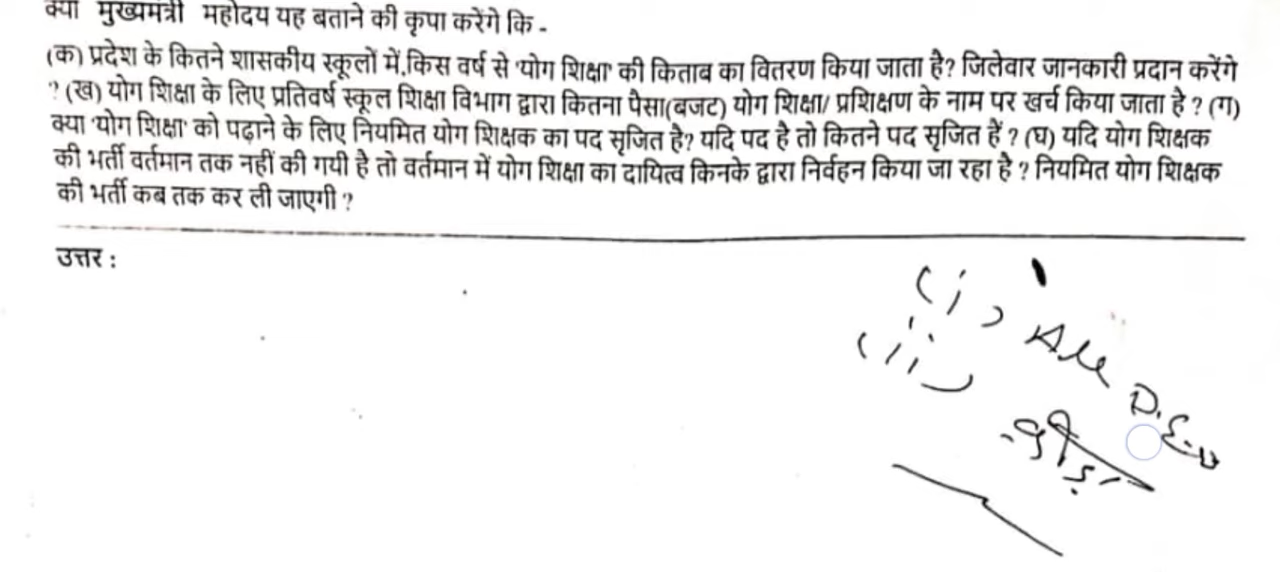 क्या मुख्यमंत्री महोदय यह बताने की कृपा करेंगे कि -
(क) प्रदेश के कितने शासकीय स्कूलों में,किस वर्ष से 'योग शिक्षा' की किताब का वितरण किया जाता है? जिलेवार जानकारी प्रदान करेंगे
? (ख) योग शिक्षा के लिए प्रतिवर्ष स्कूल शिक्षा विभाग द्वारा कितना पैसा(बजट) योग शिक्षा/ प्रशिक्षण के नाम पर खर्च किया जाता है ? (ग)
क्या 'योग शिक्षा' को पढ़ाने के लिए नियमित योग शिक्षक का पद सृजित है? यदि पद है तो कितने पद सृजित हैं ? (घ) यदि योग शिक्षक
की भर्ती वर्तमान तक नहीं की गयी है तो वर्तमान में योग शिक्षा का दायित्व किनके द्वारा निर्वहन किया जा रहा है ? नियमित योग शिक्षक
की भर्ती कब तक कर ली जाएगी ?
उत्तर :
(i) All D.E.O
(ii)